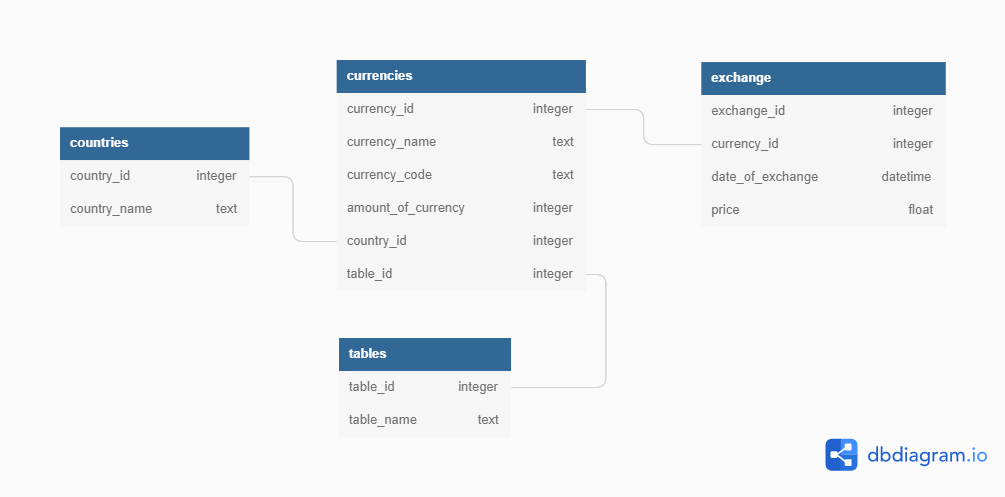 countries
country_id integer
country_name text
currencies
currency_id integer
currency_name text
currency_code text
amount_of_currency integer
country_id integer
table_id integer
exchange
exchange_id integer
currency_id integer
date_of_exchange datetime
price float
tables
table_id integer
table_name text
dbdiagram.io